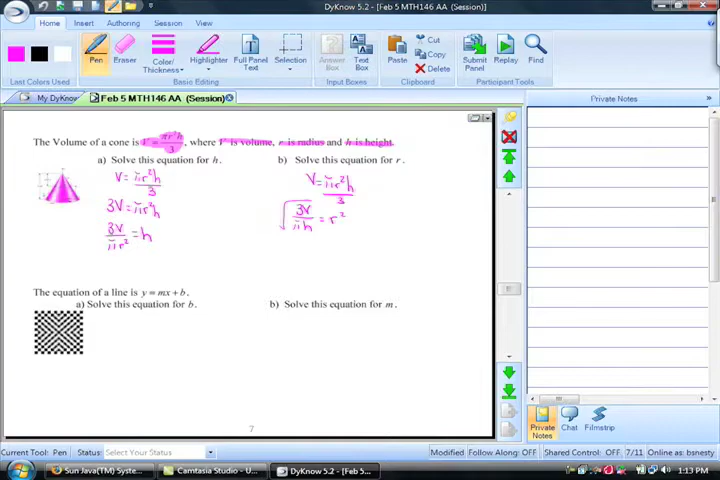 DyKnow 5.2 - [Feb 5 MTH146 AA (Session)]
Home Insert Authoring Session View
Pen Eraser Color/ Thickness Highlighter Full Panel Text Selection Answer Box Text Box Cut Copy Delete Paste Submit Panel Replay Find
Last Colors Used Basic Editing Input Boxes Clipboard Participant Tools
My DyKnow Feb 5 MTH146 AA (Session)
Private Notes
The Volume of a cone is V = πr²h/3, where V is volume, r is radius and h is height.
a) Solve this equation for h.
V = πr²h/3
3V = πr²h
3V/πr² = h
b) Solve this equation for r.
V = πr²h/3
√3V/πh = r²
The equation of a line is y = mx + b.
a) Solve this equation for b.
b) Solve this equation for m.
7
Private Notes Chat Filmstrip
Current Tool: Pen Status: Select Your Status Modified Follow Along: OFF Shared Control: OFF 7/11 Online as: bsnesty
Sun Java(TM) Syste... Camtasia Studio - U... DyKnow 5.2 - [Feb 5... 1:13 PM